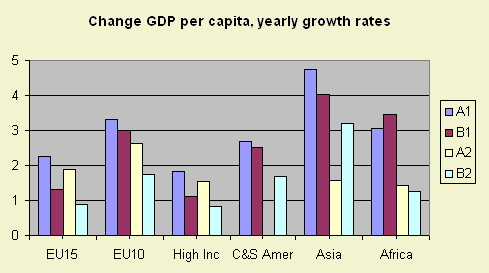 Change GDP per capita, yearly growth rates
5
4
3
2
1
0
EU15 EU10 High Inc C&S Amer Asia Africa
A1
B1
A2
B2